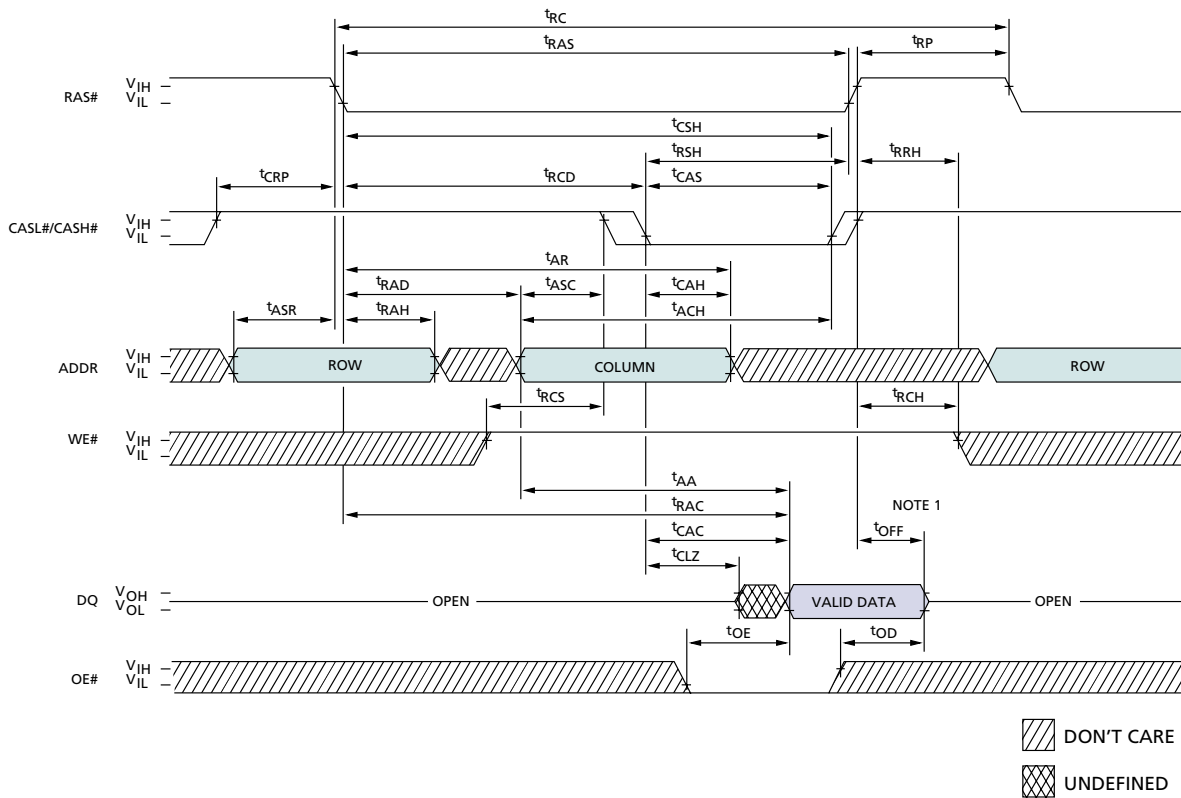 tRC
tRAS
tRP
RAS#
VIH
VIL
tCSH
tRSH
tRRH
tCRP
tRCD
tCAS
CASL#/CASH#
VIH
VIL
tAR
tRAD
tASC
tCAH
tASR
tRAH
tACH
ADDR
VIH
VIL
ROW
COLUMN
ROW
tRCS
tRCH
WE#
VIH
VIL
tAA
tRAC
NOTE 1
tCAC
tOFF
tCLZ
DQ
VOH
VOL
OPEN
VALID DATA
OPEN
tOE
tOD
OE#
VIH
VIL
DON'T CARE
UNDEFINED